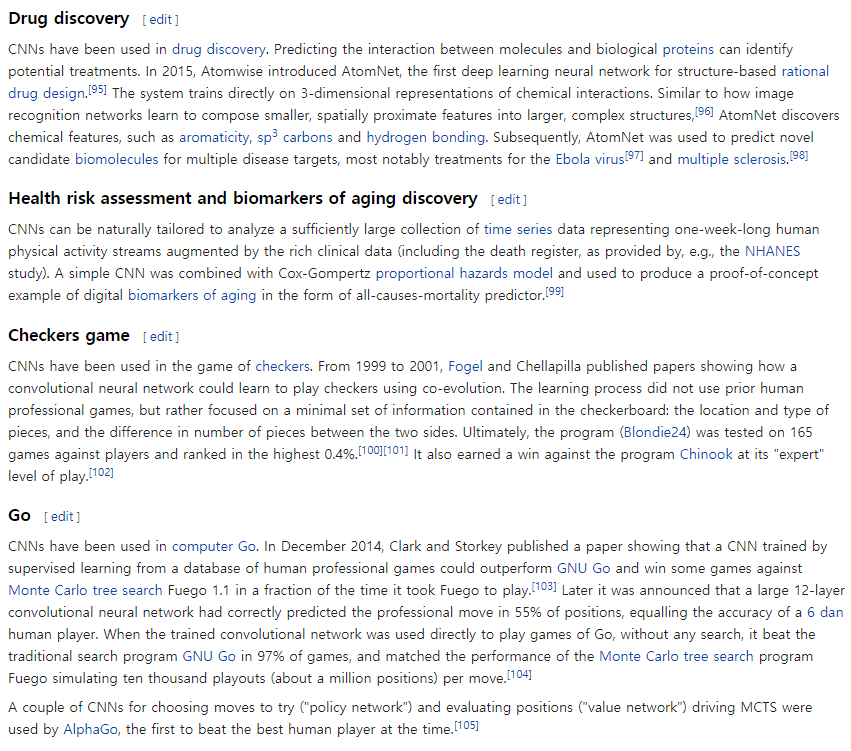 Drug discovery [ edit ]
CNNs have been used in drug discovery. Predicting the interaction between molecules and biological proteins can identify
potential treatments. In 2015, Atomwise introduced AtomNet, the first deep learning neural network for structure-based rational
drug design.[95] The system trains directly on 3-dimensional representations of chemical interactions. Similar to how image
recognition networks learn to compose smaller, spatially proximate features into larger, complex structures,[96] AtomNet discovers
chemical features, such as aromaticity, sp3 carbons and hydrogen bonding. Subsequently, AtomNet was used to predict novel
candidate biomolecules for multiple disease targets, most notably treatments for the Ebola virus[97] and multiple sclerosis.[98]
Health risk assessment and biomarkers of aging discovery [ edit ]
CNNs can be naturally tailored to analyze a sufficiently large collection of time series data representing one-week-long human
physical activity streams augmented by the rich clinical data (including the death register, as provided by, e.g., the NHANES
study). A simple CNN was combined with Cox-Gompertz proportional hazards model and used to produce a proof-of-concept
example of digital biomarkers of aging in the form of all-causes-mortality predictor.[99]
Checkers game [ edit ]
CNNs have been used in the game of checkers. From 1999 to 2001, Fogel and Chellapilla published papers showing how a
convolutional neural network could learn to play checkers using co-evolution. The learning process did not use prior human
professional games, but rather focused on a minimal set of information contained in the checkerboard: the location and type of
pieces, and the difference in number of pieces between the two sides. Ultimately, the program (Blondie24) was tested on 165
games against players and ranked in the highest 0.4%.[100][101] It also earned a win against the program Chinook at its "expert"
level of play.[102]
Go [ edit ]
CNNs have been used in computer Go. In December 2014, Clark and Storkey published a paper showing that a CNN trained by
supervised learning from a database of human professional games could outperform GNU Go and win some games against
Monte Carlo tree search Fuego 1.1 in a fraction of the time it took Fuego to play.[103] Later it was announced that a large 12-layer
convolutional neural network had correctly predicted the professional move in 55% of positions, equalling the accuracy of a 6 dan
human player. When the trained convolutional network was used directly to play games of Go, without any search, it beat the
traditional search program GNU Go in 97% of games, and matched the performance of the Monte Carlo tree search program
Fuego simulating ten thousand playouts (about a million positions) per move.[104]
A couple of CNNs for choosing moves to try ("policy network") and evaluating positions ("value network") driving MCTS were
used by AlphaGo, the first to beat the best human player at the time.[105]